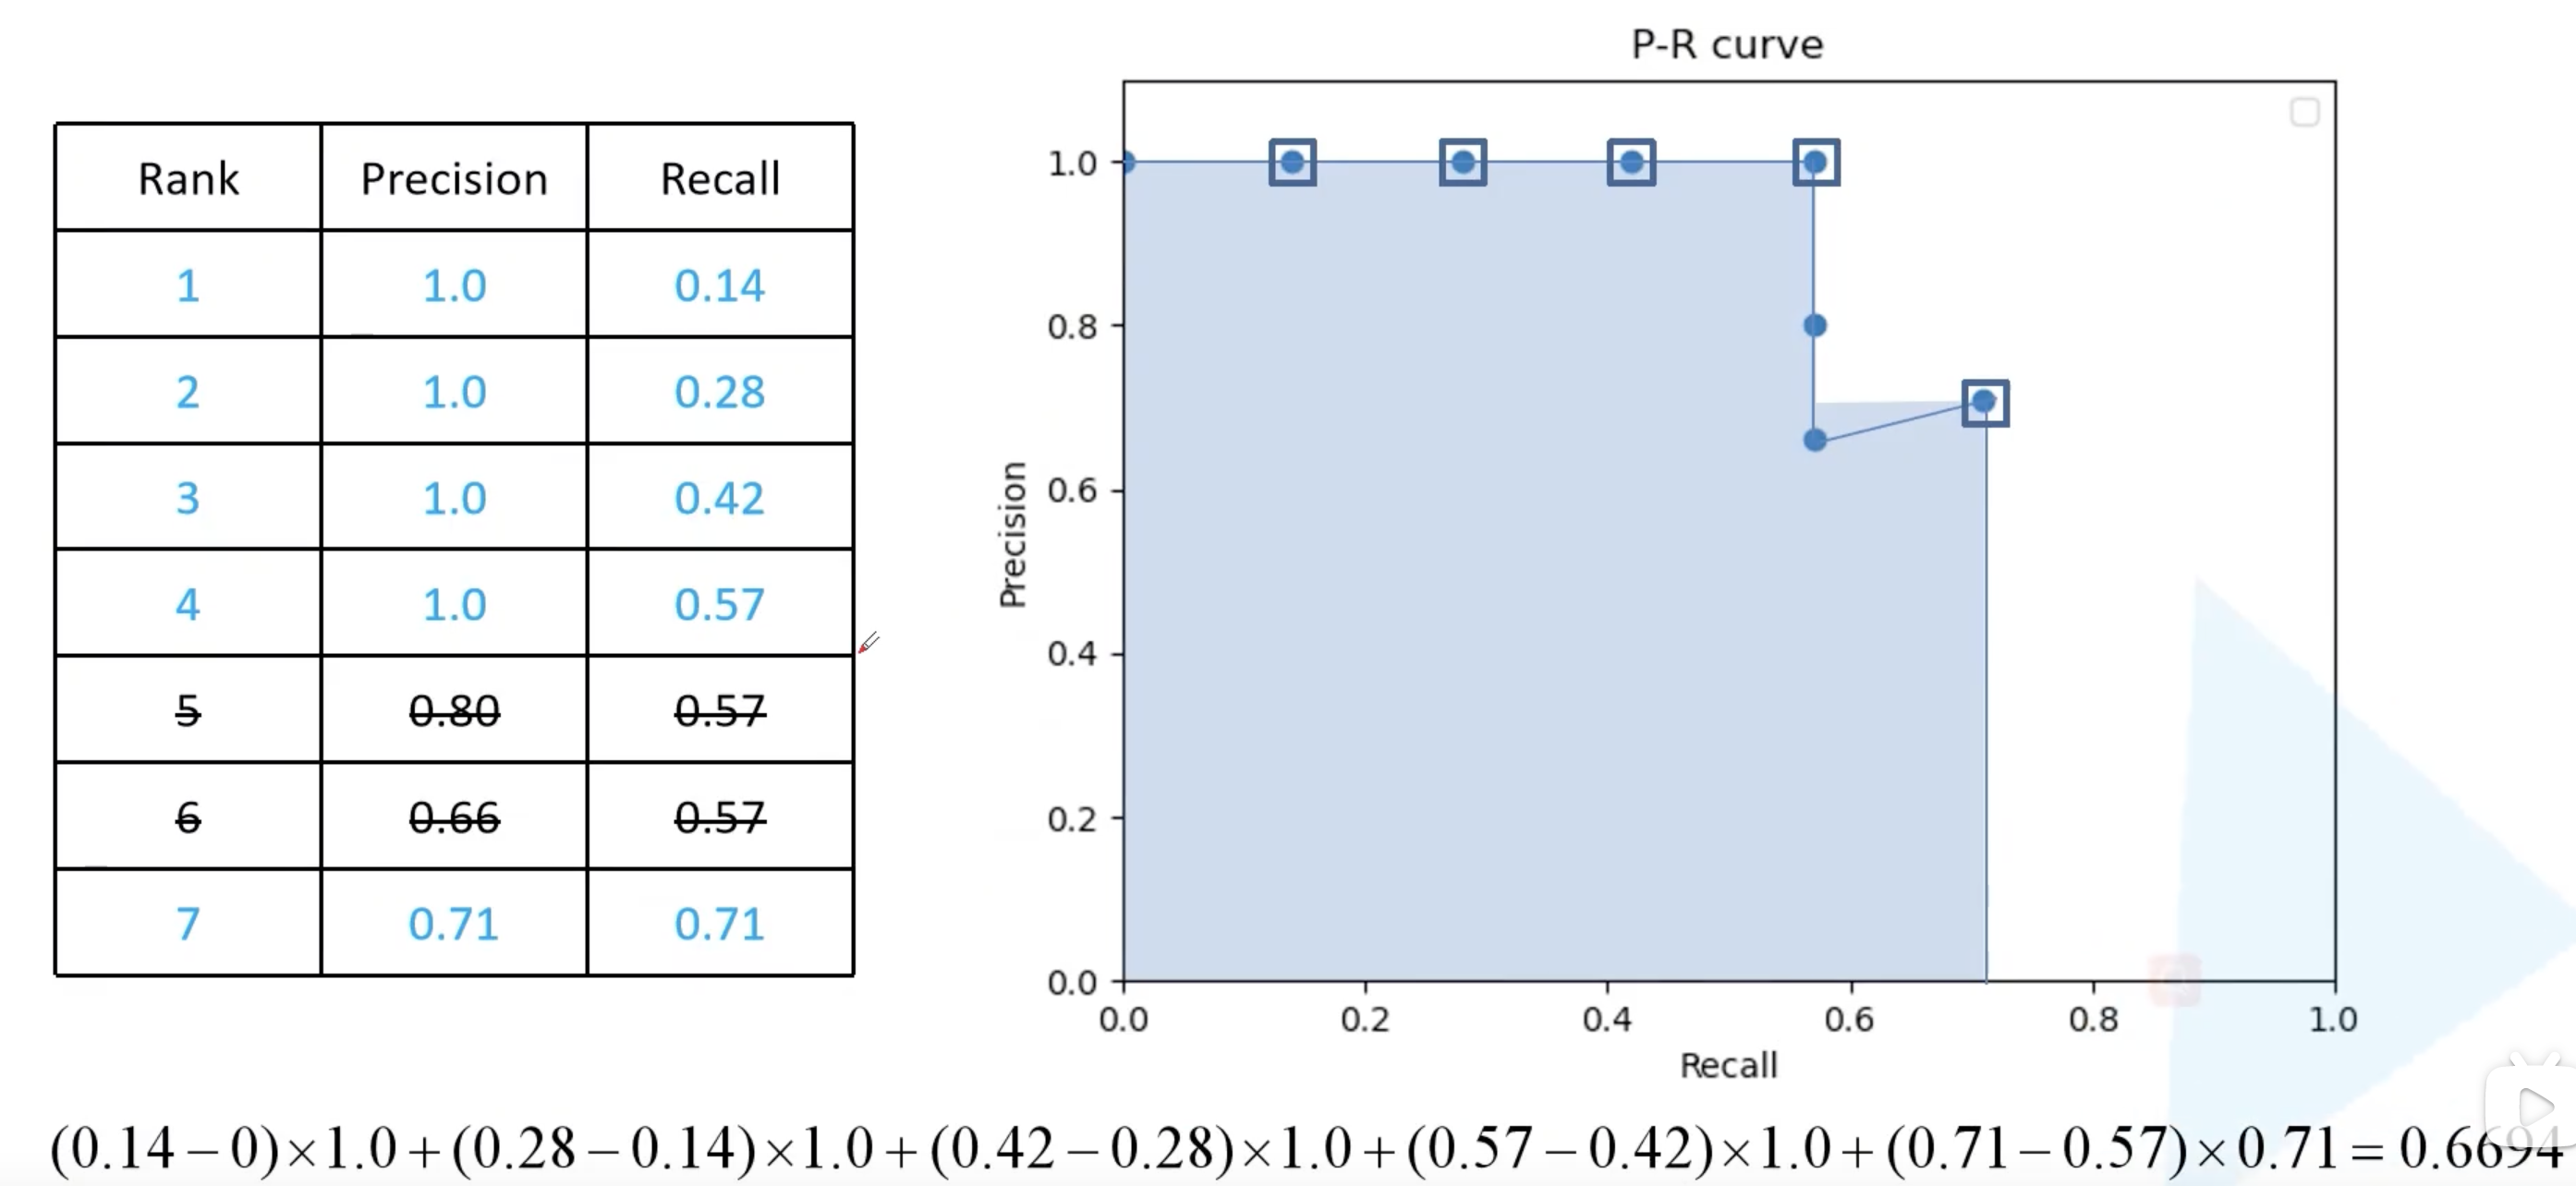 P-R curve
Rank Precision Recall
1 1.0 0.14
2 1.0 0.28
3 1.0 0.42
4 1.0 0.57
5 0.80 0.57
6 0.66 0.57
7 0.71 0.71
Precision
1.0
0.8
0.6
0.4
0.2
0.0
0.0 0.2 0.4 0.6 0.8 1.0
Recall
(0.14−0)×1.0+(0.28−0.14)×1.0+(0.42−0.28)×1.0+(0.57−0.42)×1.0+(0.71−0.57)×0.71=0.6694